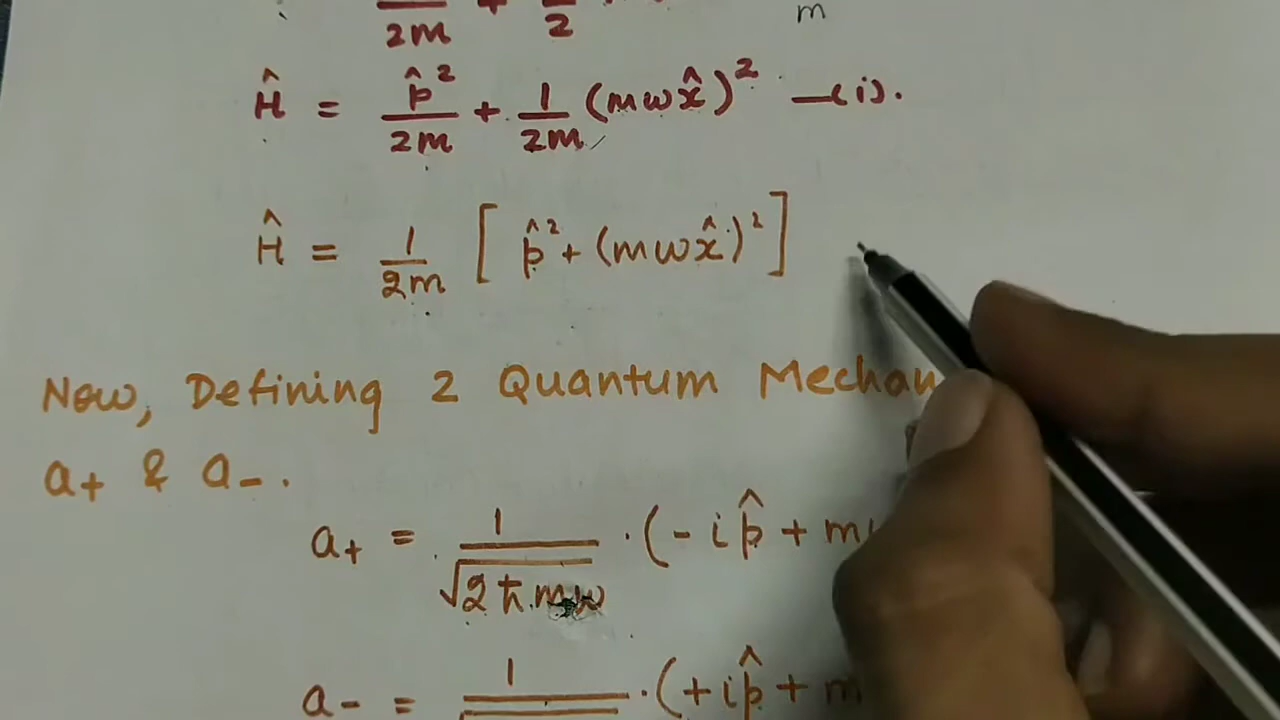 2m + 2 m
Ĥ = p̂²/2m + 1/2m (mωx̂)² —(i).
Ĥ = 1/2m [ p̂² + (mωx̂)² ]
Now, Defining 2 Quantum
a₊ & a₋.
a₊ = 1/√2ħmω · (-ip̂ + m
a₋ = 1 · (+ip̂ + m